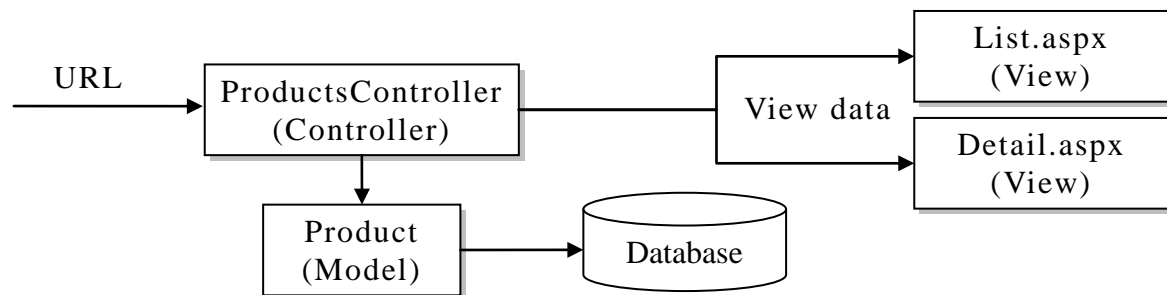 URL
ProductsController
(Controller)
View data
List.aspx
(View)
Detail.aspx
(View)
Product
(Model)
Database